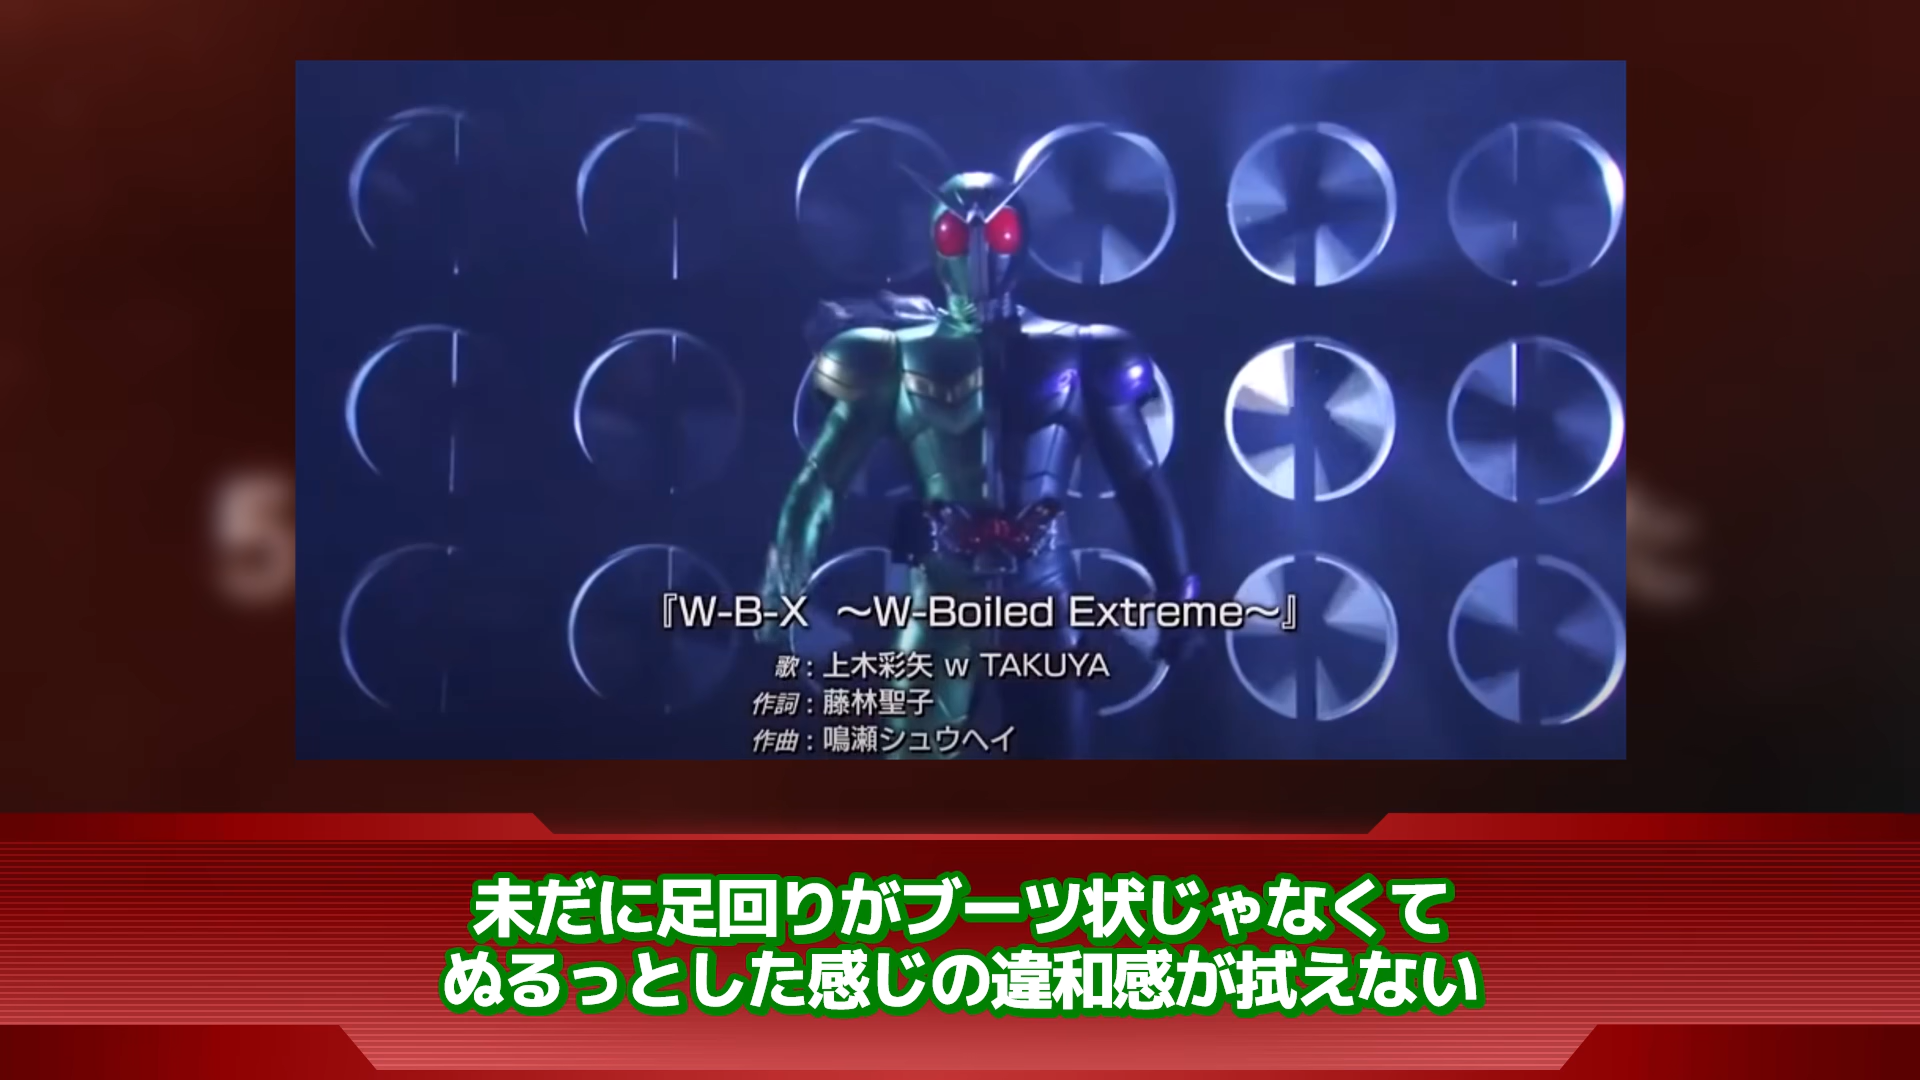 『W-B-X ～W-Boiled Extreme～』
歌：上木彩矢 w TAKUYA
作詞：藤林聖子
作曲：鳴瀬シュウヘイ
未だに足回りがブーツ状じゃなくて
ぬるっとした感じの違和感が拭えない